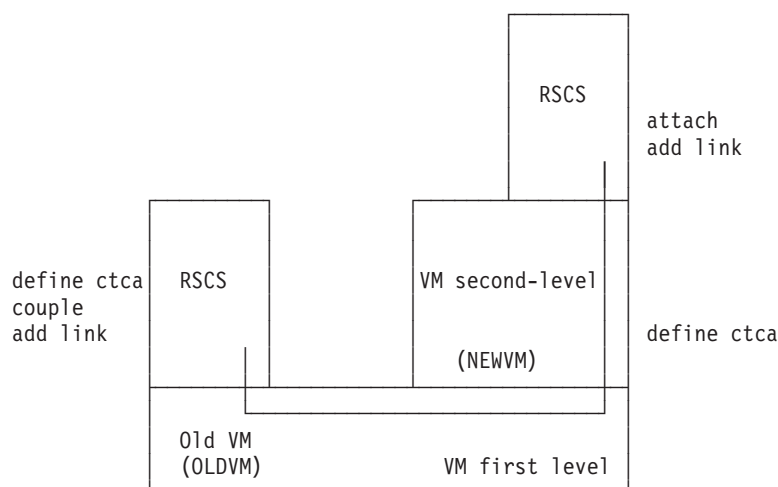 RSCS
attach
add link
define ctca
couple
add link
RSCS
VM second-level
(NEWVM)
define ctca
Old VM
(OLDVM)
VM first level